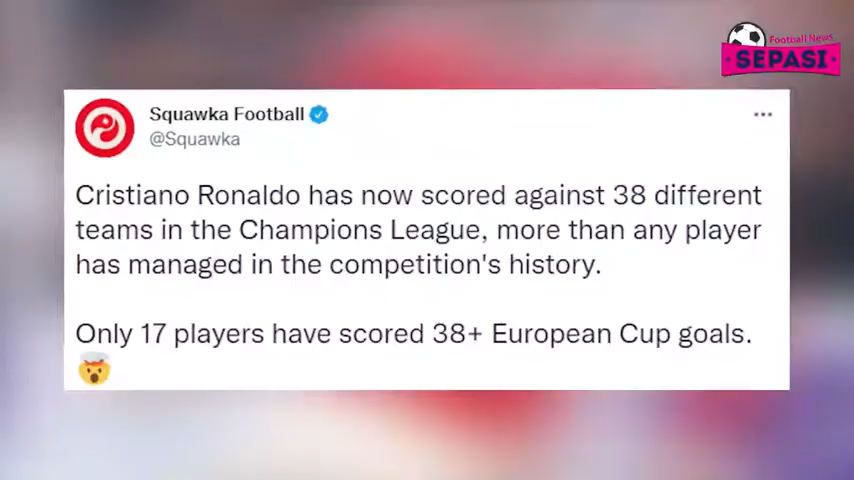 Football News
SEPASI
Squawka Football
@Squawka
Cristiano Ronaldo has now scored against 38 different
teams in the Champions League, more than any player
has managed in the competition's history.
Only 17 players have scored 38+ European Cup goals.
🤯